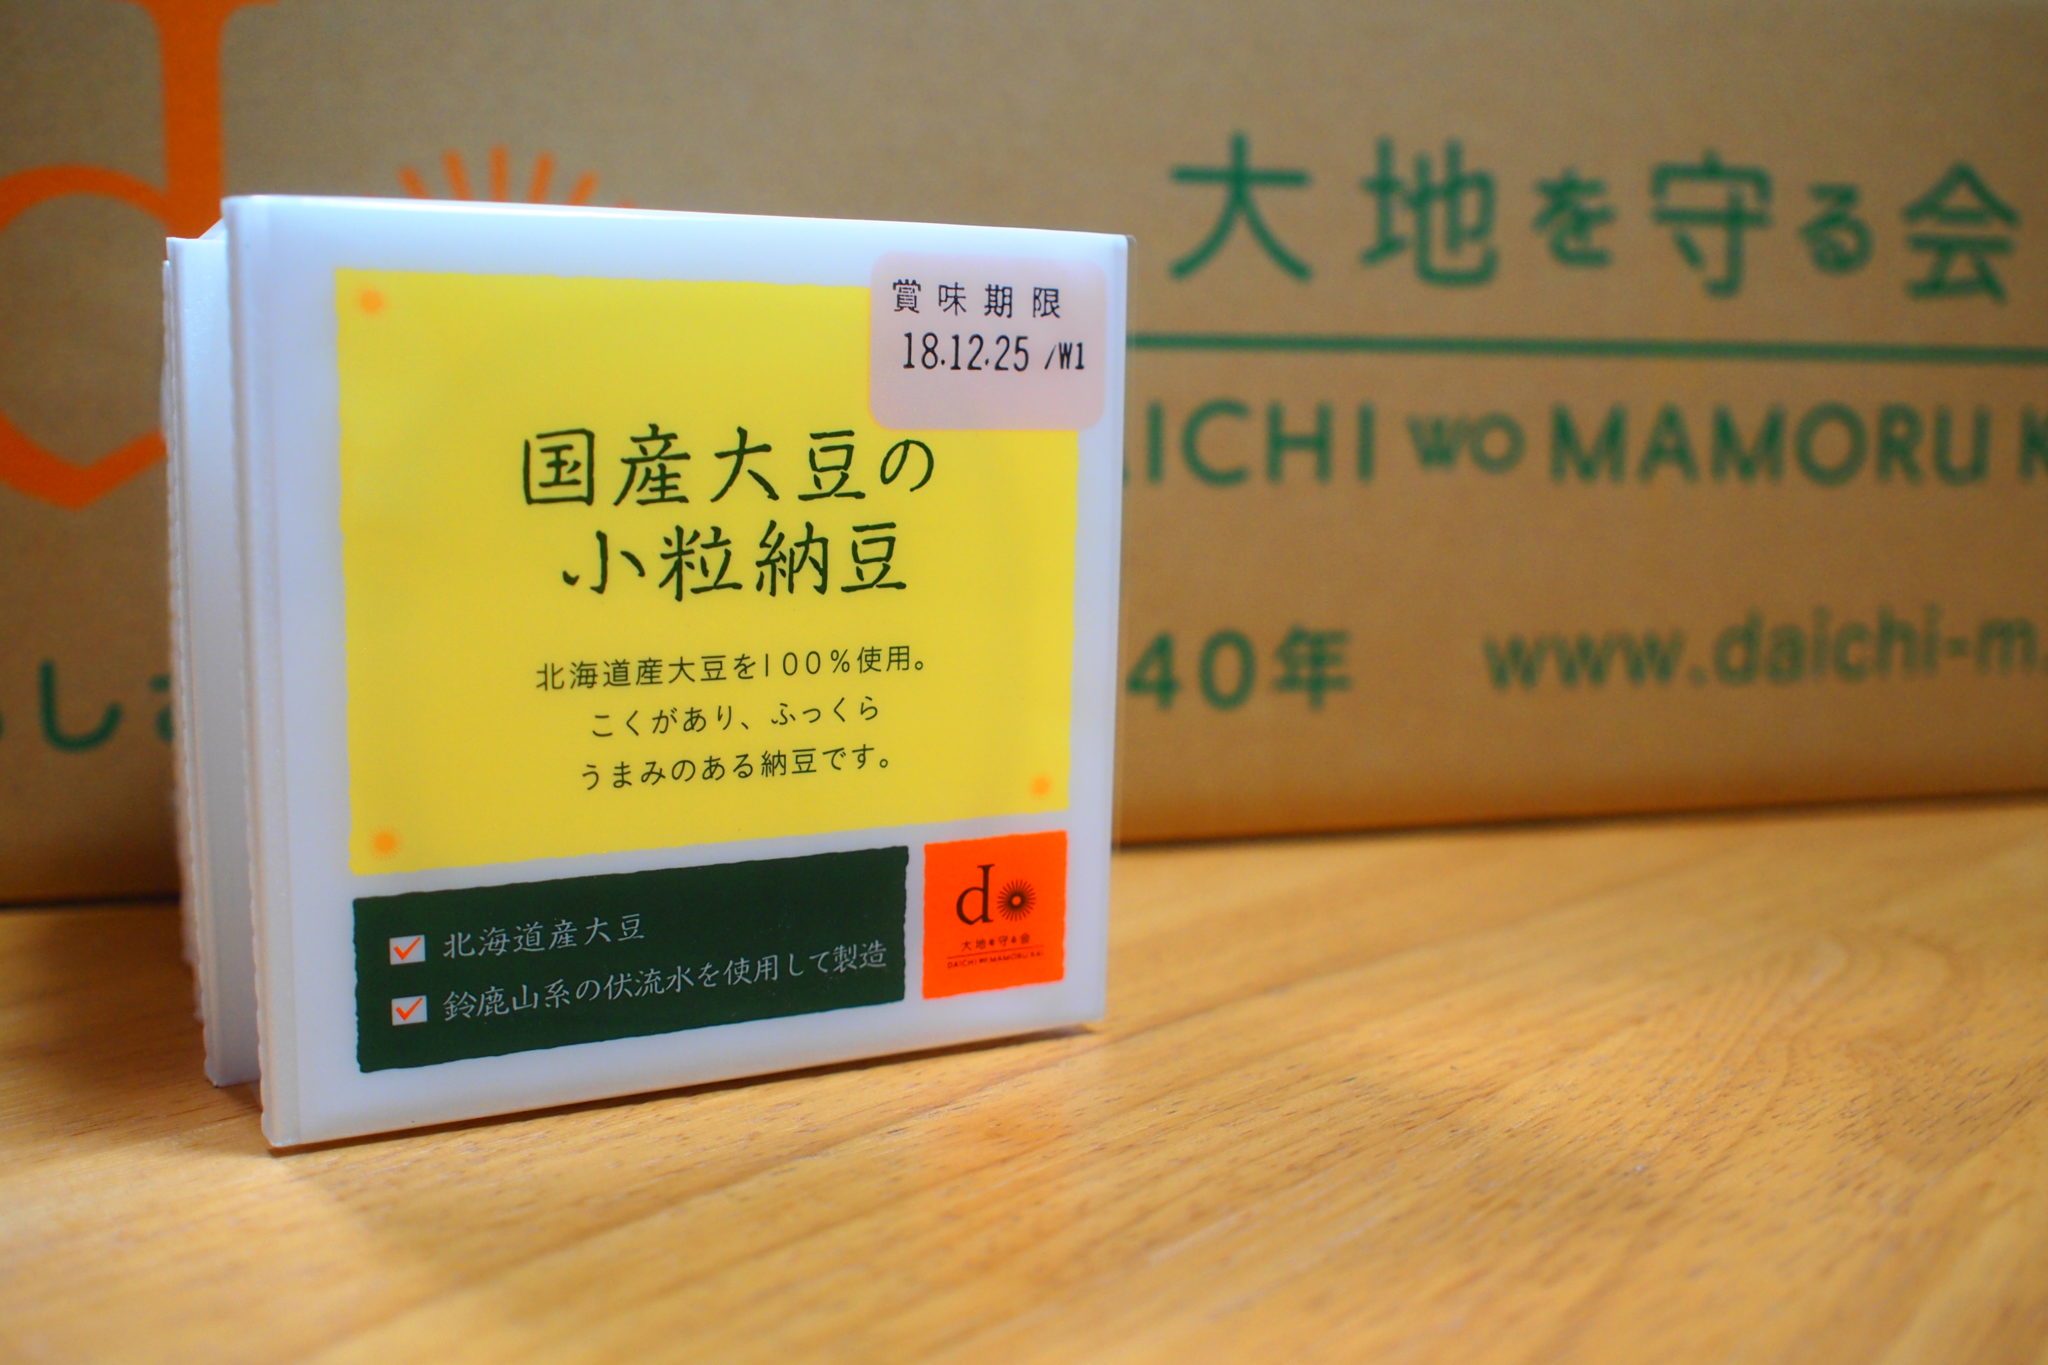 大地を守る会
MAMORU
40年
www.daichi-m.
賞味期限
18.12.25 /W1
国産大豆の
小粒納豆
北海道産大豆を100%使用。
こくがあり、ふっくら
うまみのある納豆です。
北海道産大豆
鈴鹿山系の伏流水を使用して製造
do
大地を守る会
DAICHI WO MAMORU KAI